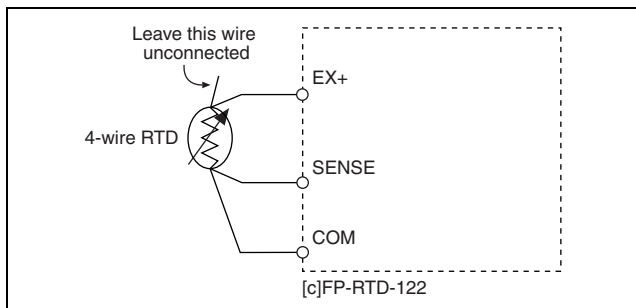 Leave this wire
unconnected
EX+
4-wire RTD
SENSE
COM
[c]FP-RTD-122